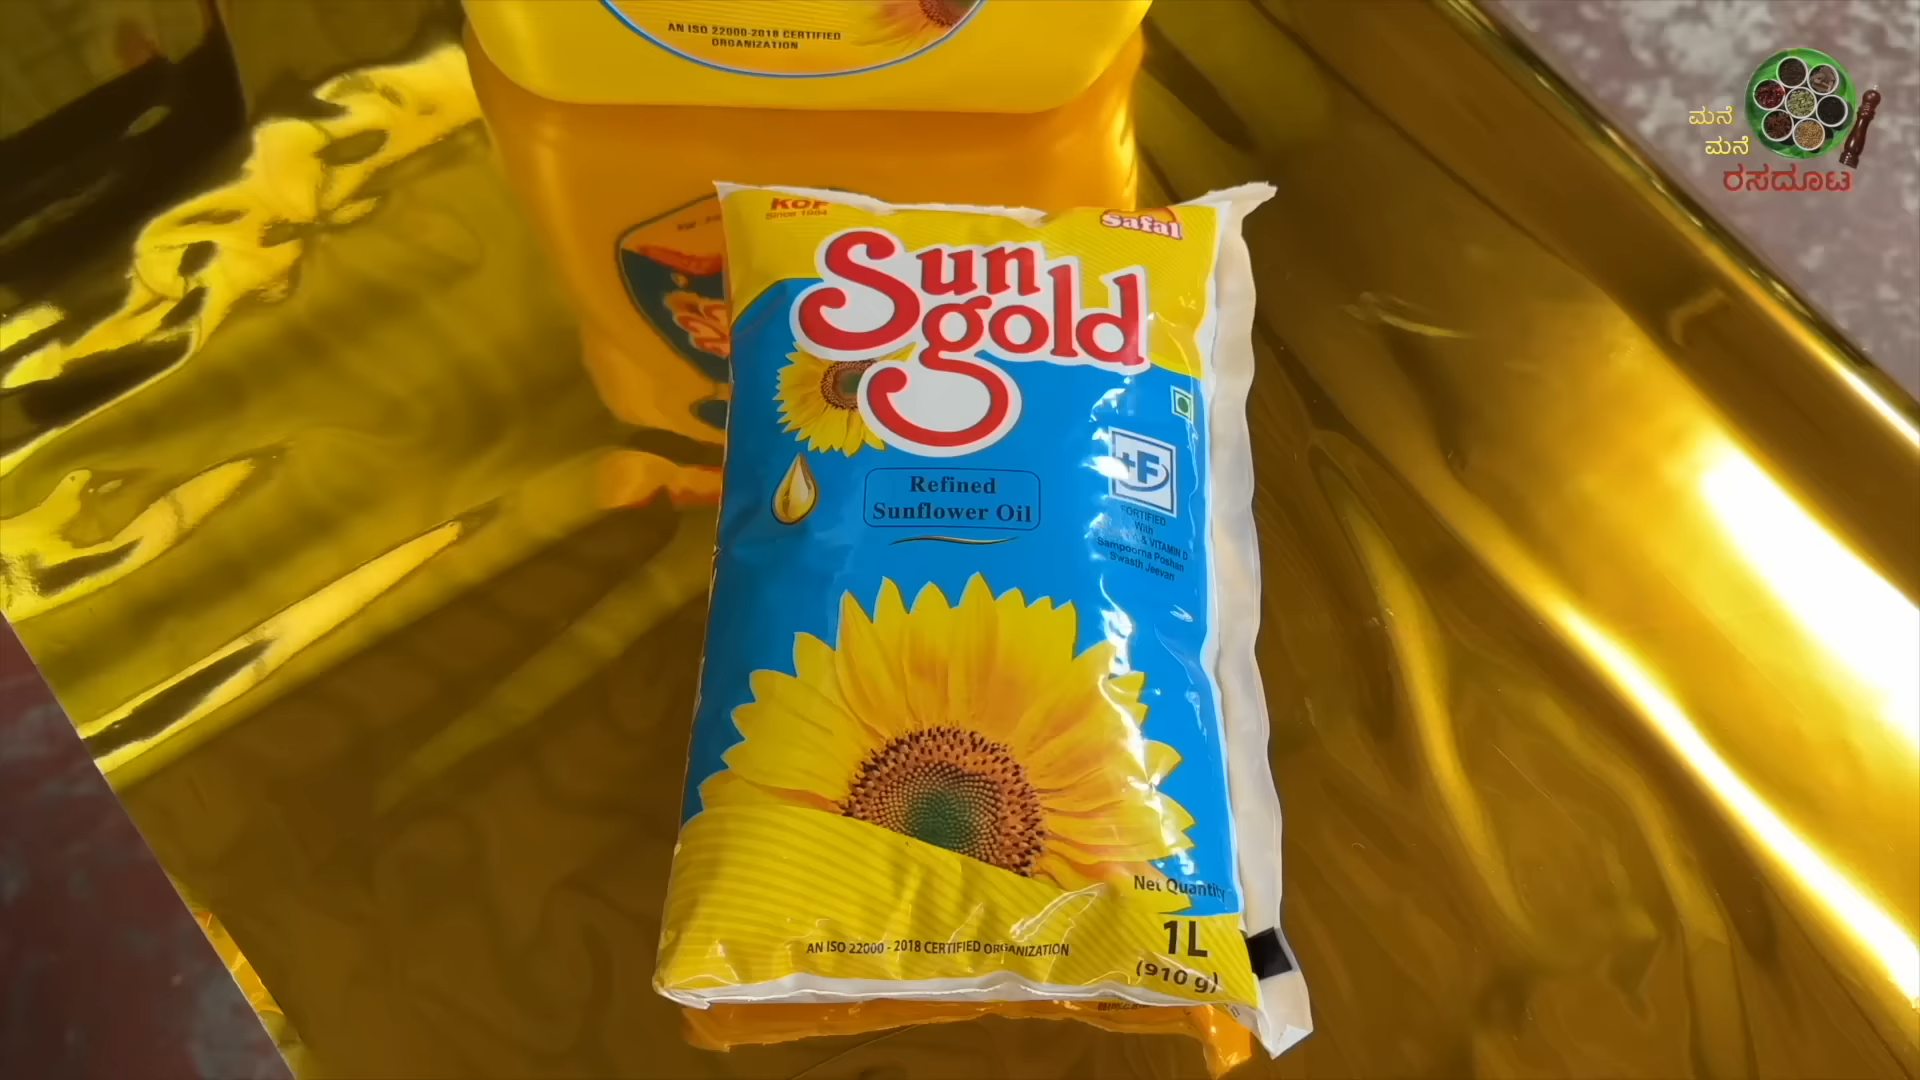 AN ISO 22000-2018 CERTIFIED
ORGANIZATION
ಮನೆ
ಮನೆ
ರಸದೂಟ
KOF
Since 1984
Safal
Sun
gold
Refined
Sunflower Oil
+F
FORTIFIED
With
& VITAMIN D
Sampoorna Poshan
Swasth Jeevan
Net Quantity
1L
(910 g)
AN ISO 22000 - 2018 CERTIFIED ORGANIZATION